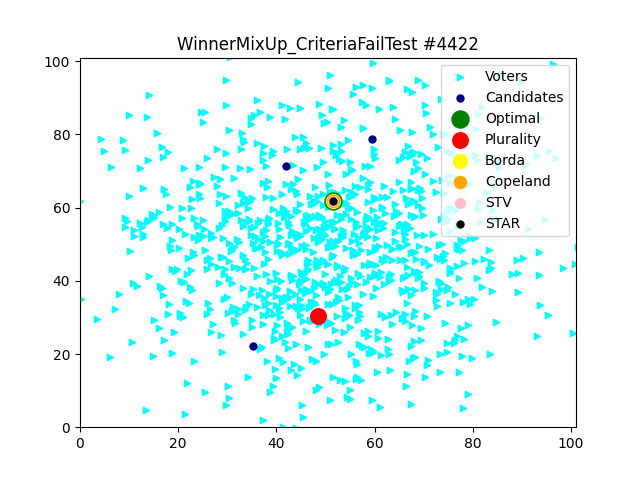 WinnerMixUp_CriteriaFailTest #4422
100
80
60
40
20
0
0 20 40 60 80 100
Voters
Candidates
Optimal
Plurality
Borda
Copeland
STV
STAR